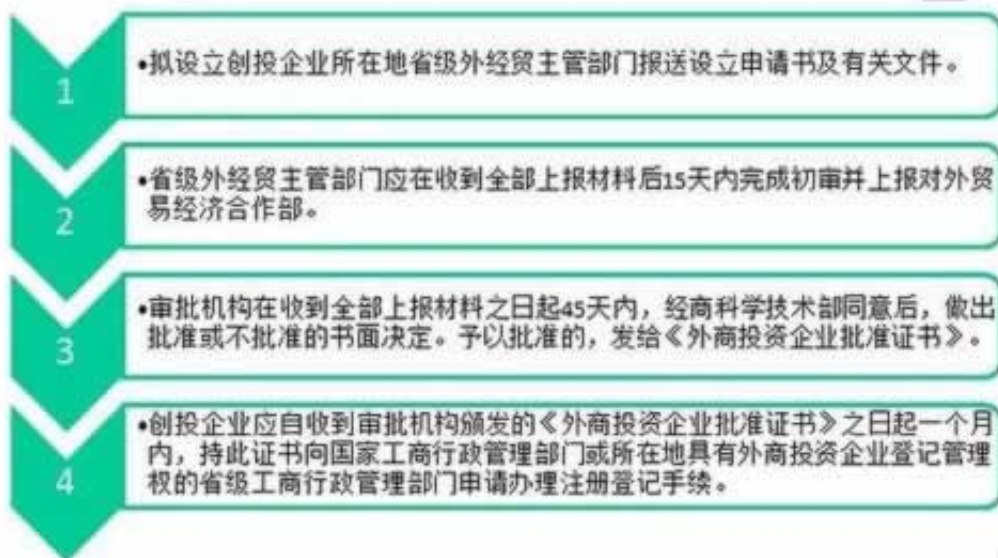 1
•拟设立创投企业所在地省级外经贸主管部门报送设立申请书及有关文件。
2
•省级外经贸主管部门应在收到全部上报材料后15天内完成初审并上报对外贸
易经济合作部。
3
•审批机构在收到全部上报材料之日起45天内，经商科学技术部同意后，做出
批准或不批准的书面决定。予以批准的，发给《外商投资企业批准证书》。
4
•创投企业应自收到审批机构颁发的《外商投资企业批准证书》之日起一个月
内，持此证书向国家工商行政管理部门或所在地具有外商投资企业登记管理
权的省级工商行政管理部门申请办理注册登记手续。